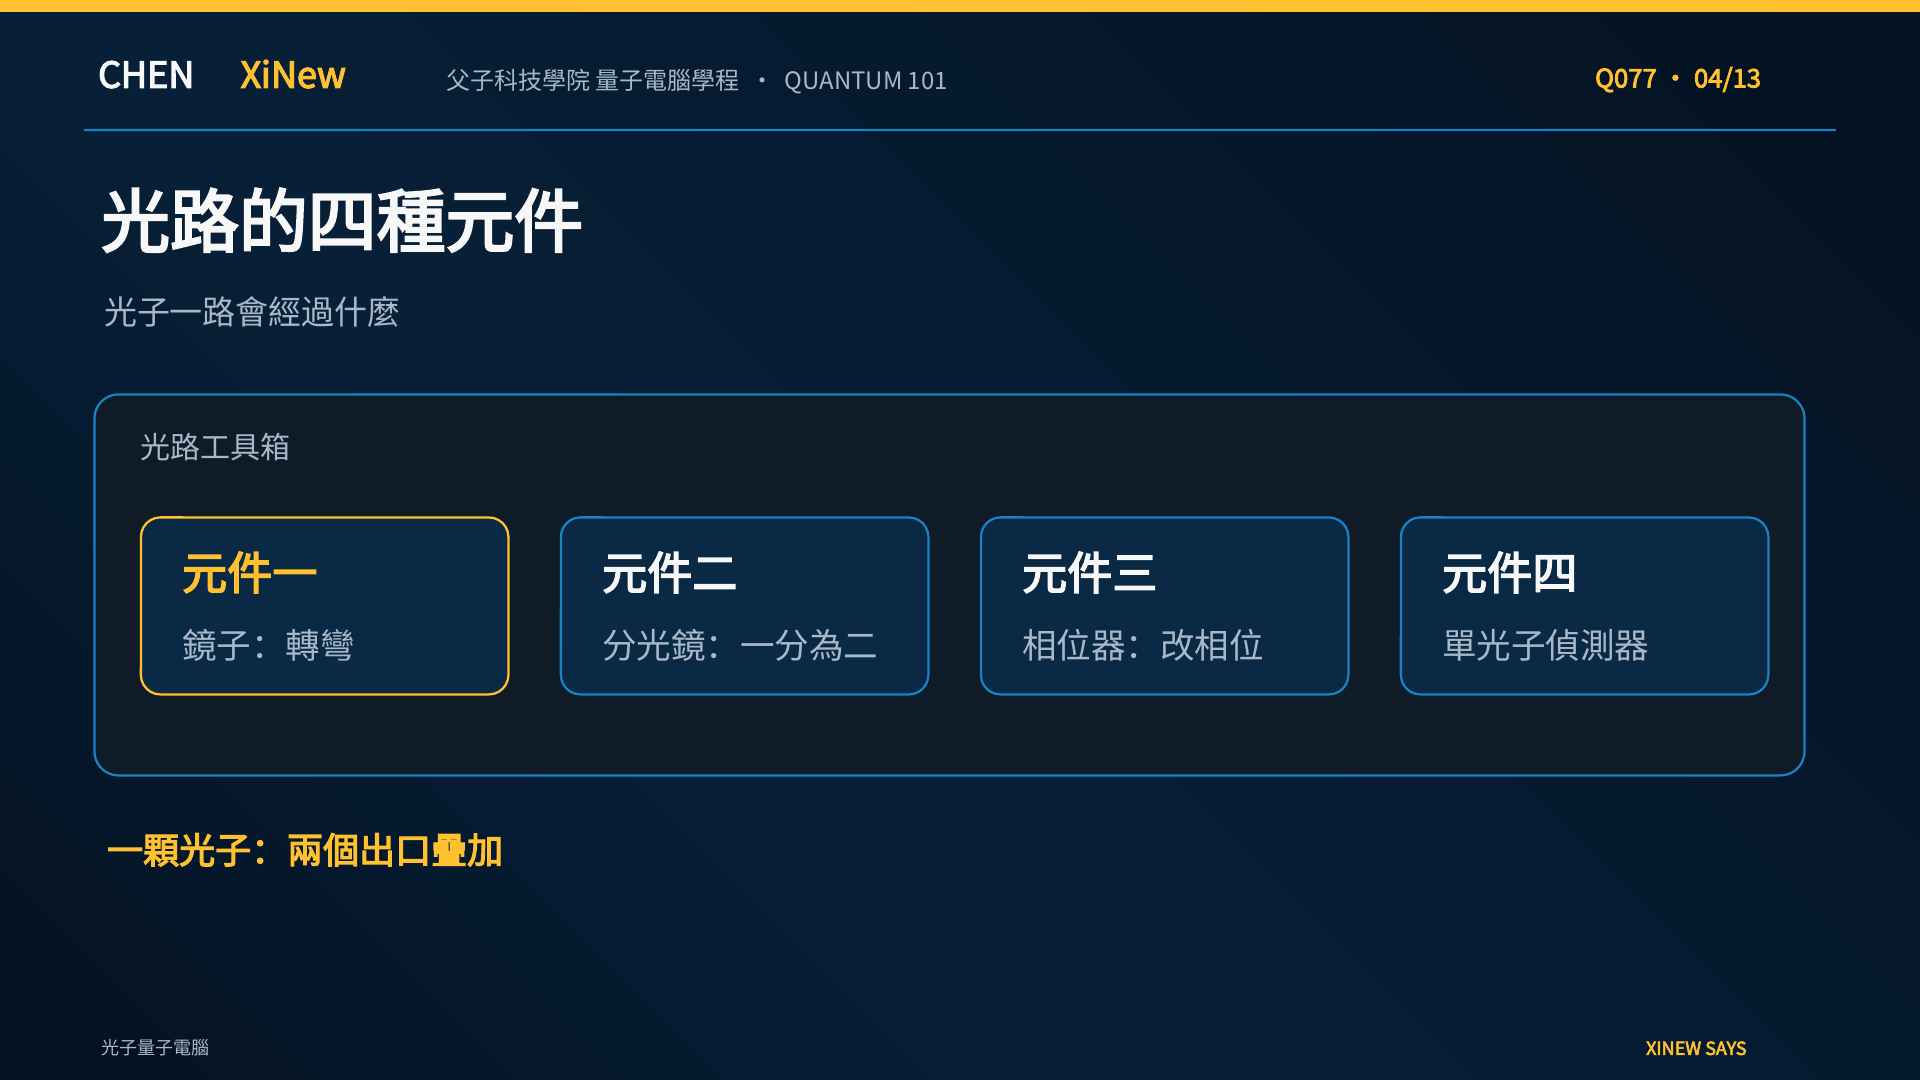 CHEN XiNew 父子科技學院 量子電腦學程 · QUANTUM 101 Q077 · 04/13
光路的四種元件
光子一路會經過什麼
光路工具箱
元件一 元件二 元件三 元件四
鏡子：轉彎 分光鏡：一分為二 相位器：改相位 單光子偵測器
一顆光子：兩個出口疊加
光子量子電腦 XINEW SAYS